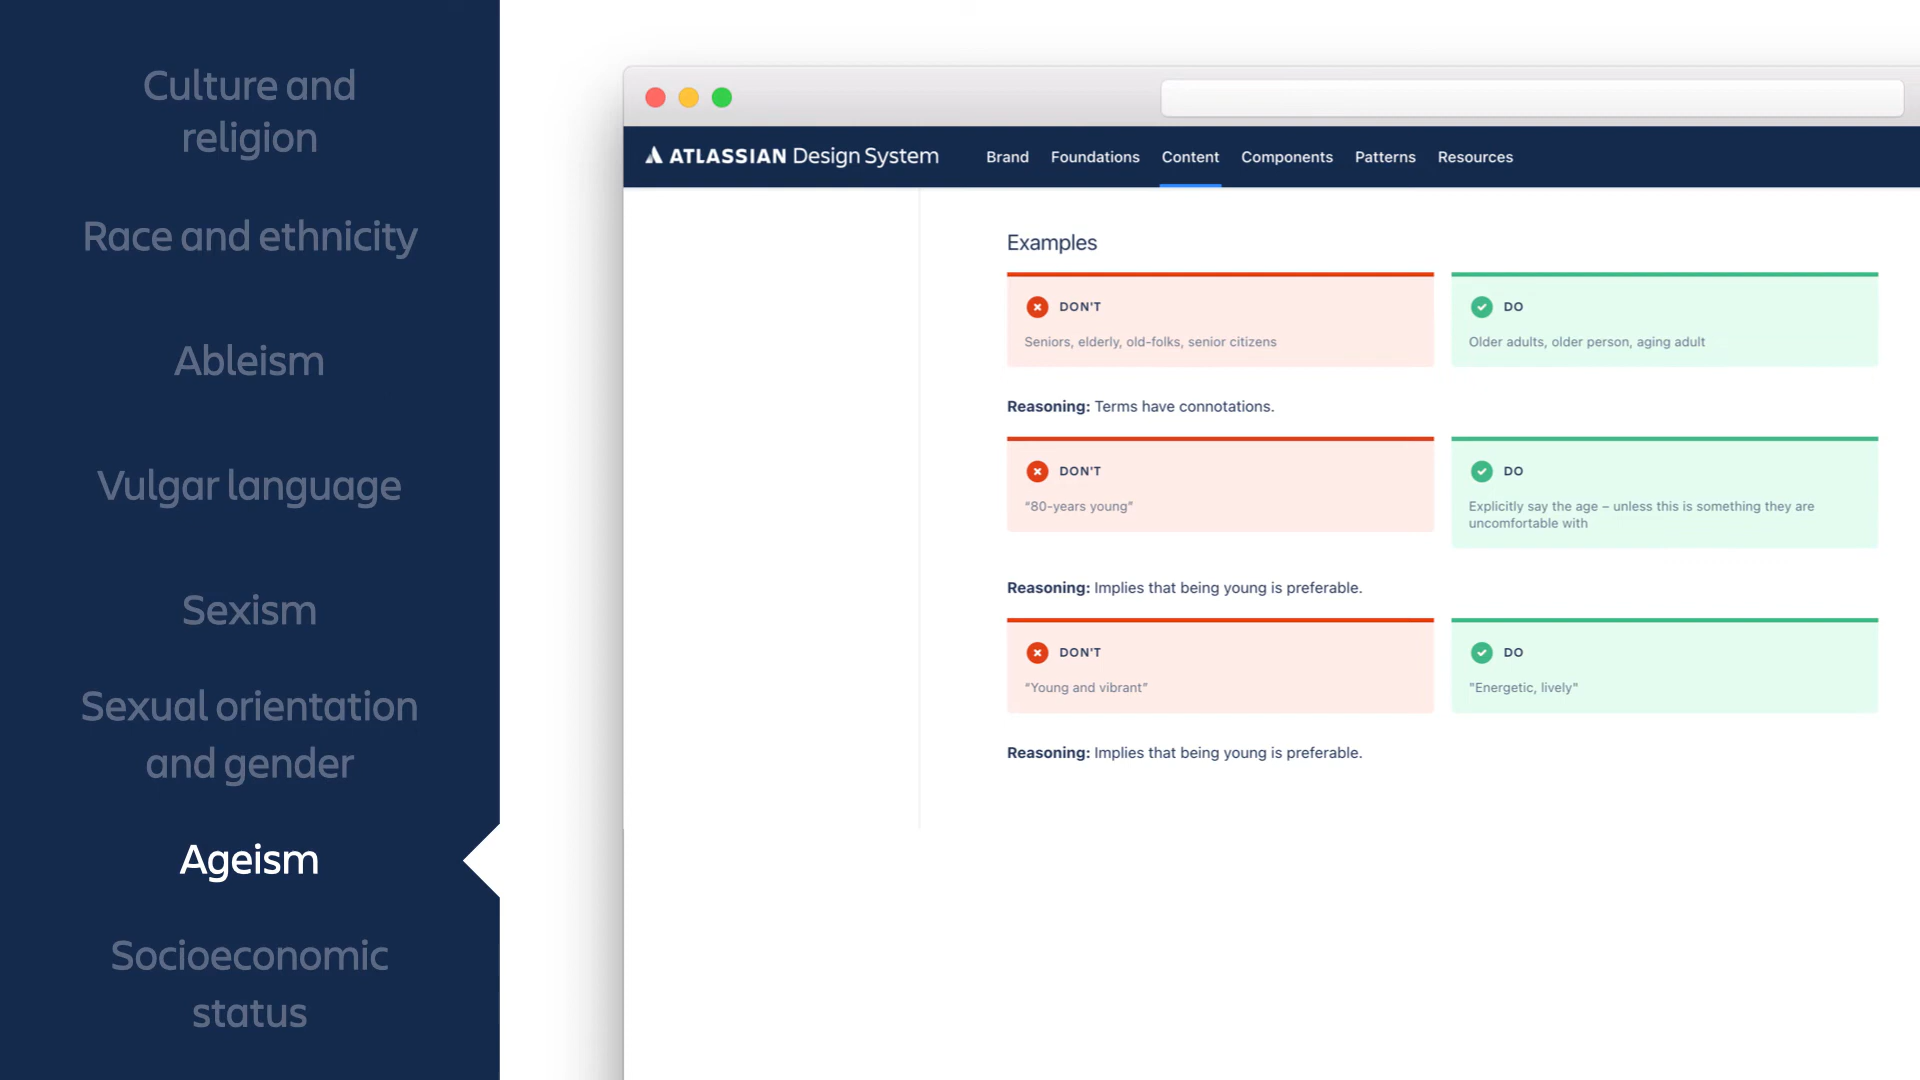 Culture and
religion
Race and ethnicity
Ableism
Vulgar language
Sexism
Sexual orientation
and gender
Ageism
Socioeconomic
status
ATLASSIAN Design System
Brand
Foundations
Content
Components
Patterns
Resources
Examples
DON'T
Seniors, elderly, old-folks, senior citizens
DO
Older adults, older person, aging adult
Reasoning: Terms have connotations.
DON'T
“80-years young”
DO
Explicitly say the age – unless this is something they are
uncomfortable with
Reasoning: Implies that being young is preferable.
DON'T
“Young and vibrant”
DO
"Energetic, lively"
Reasoning: Implies that being young is preferable.